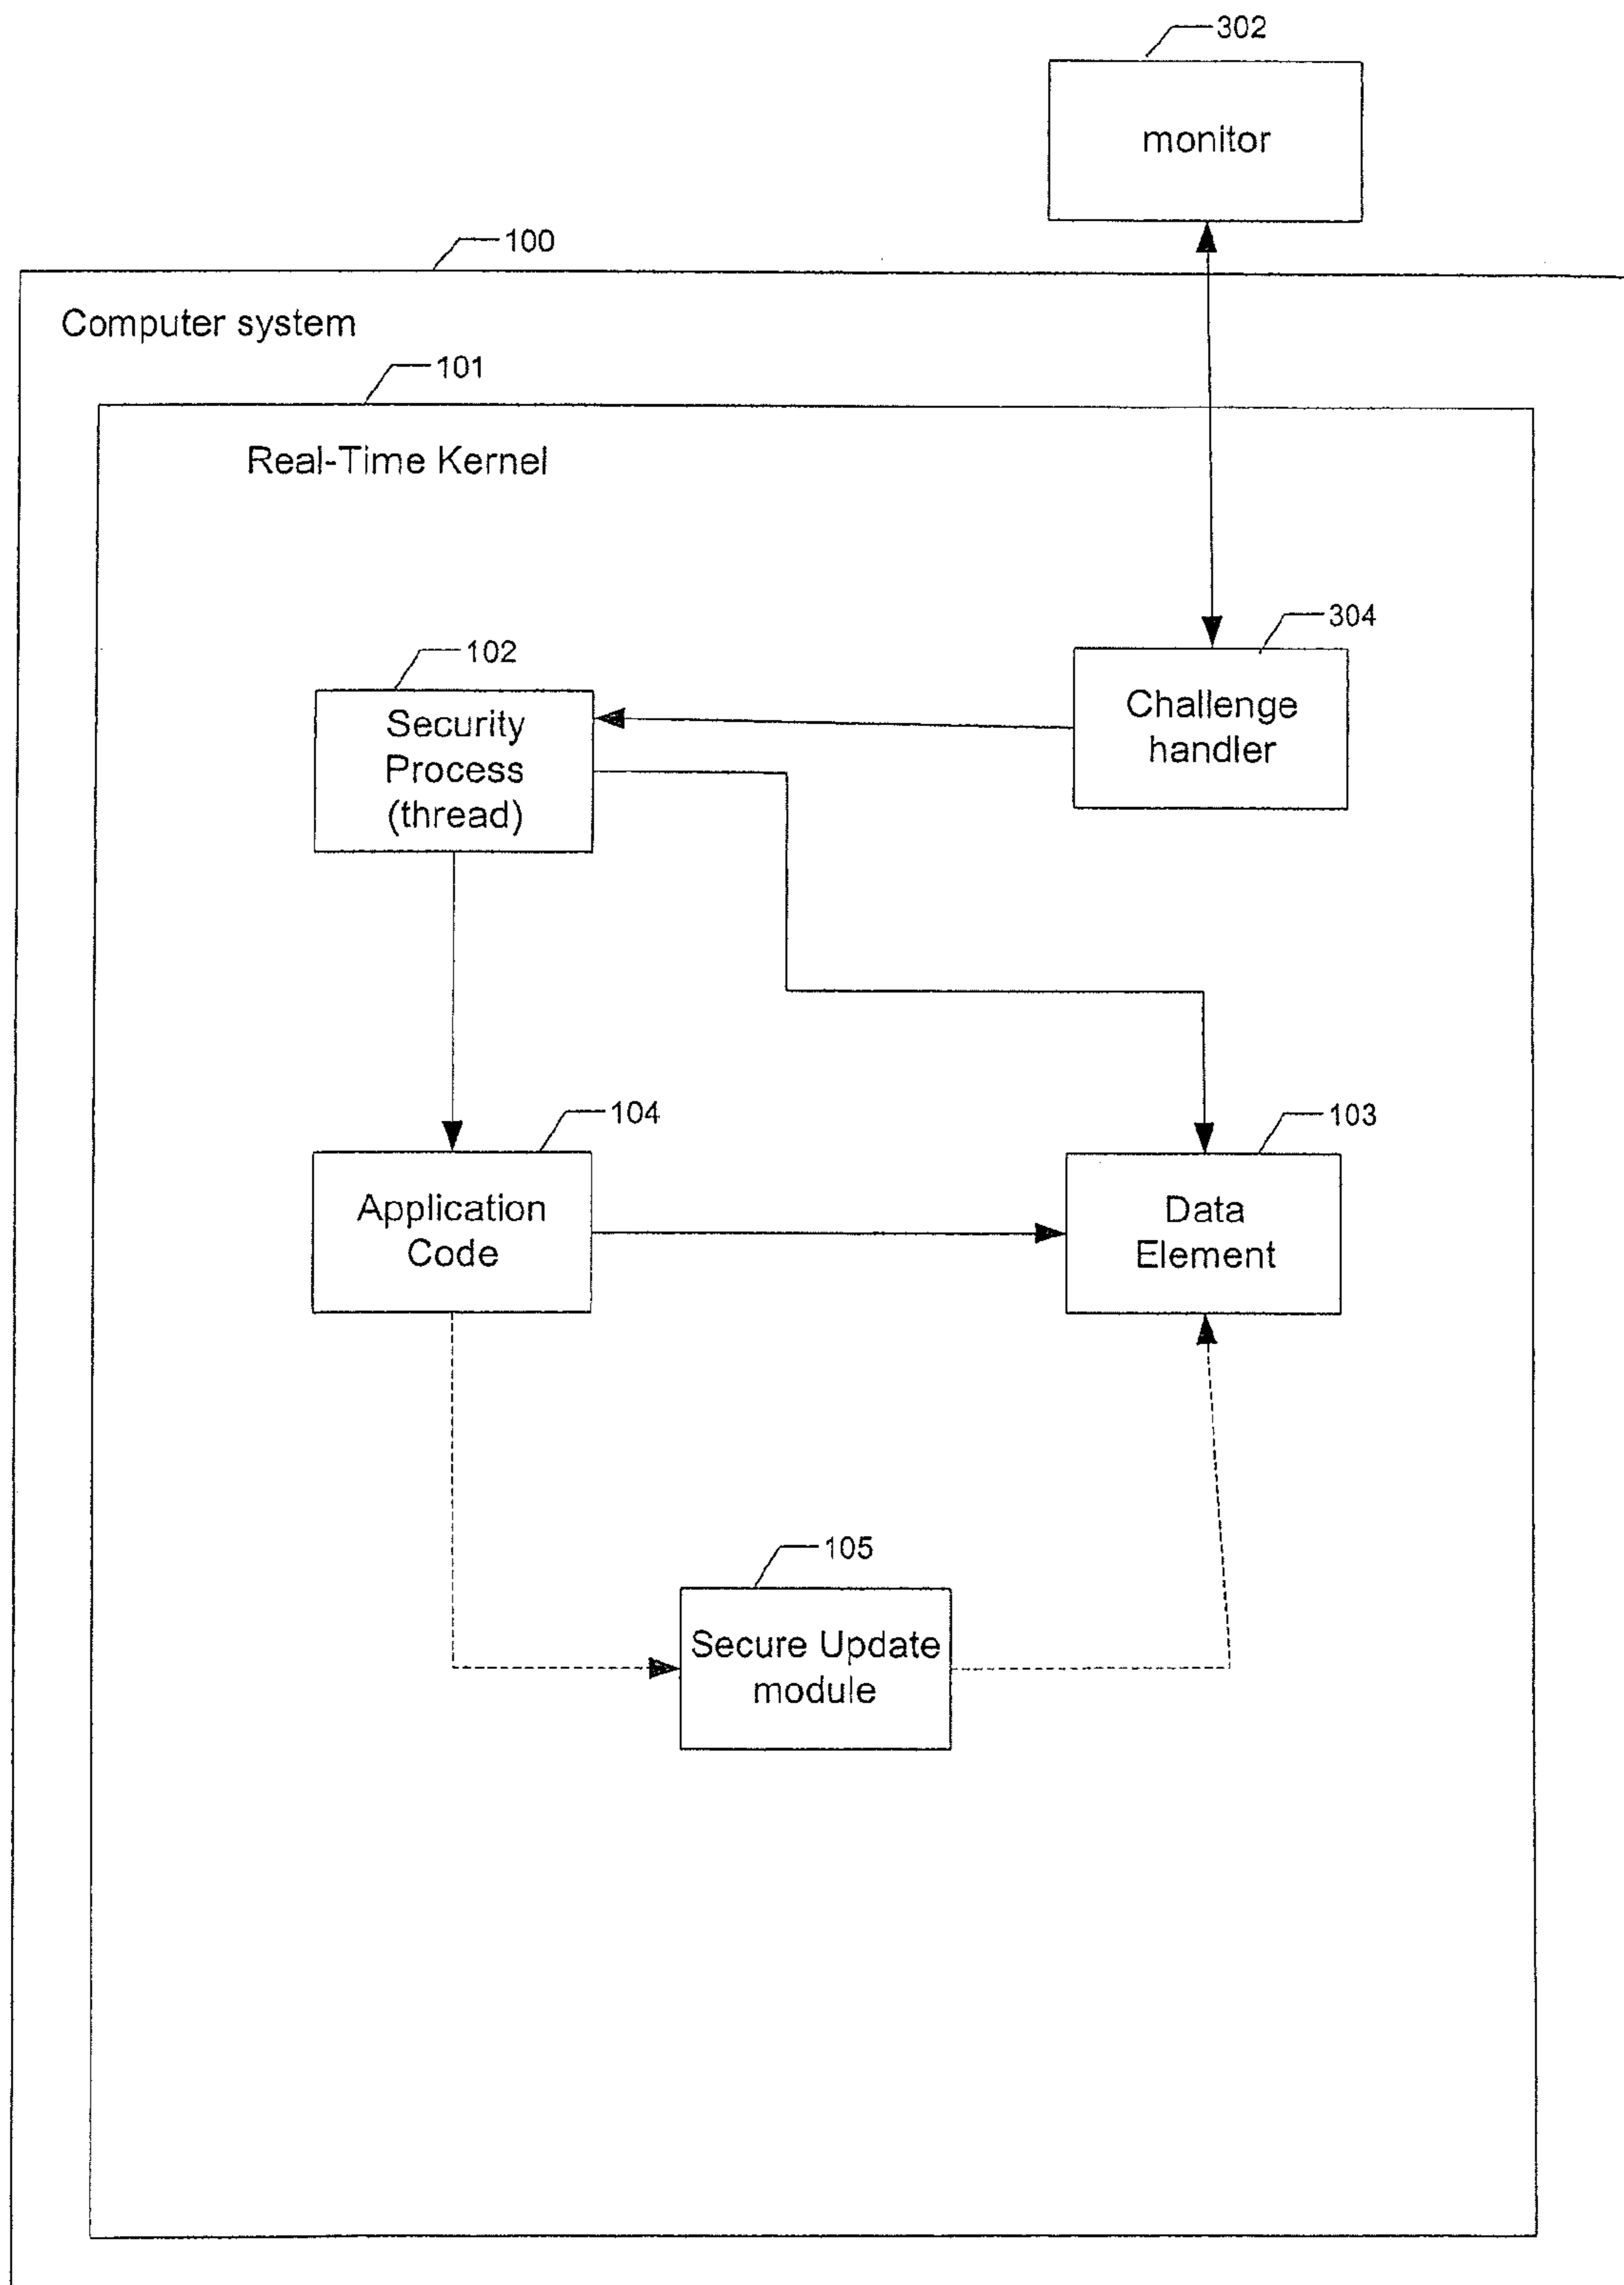 302
monitor
100
Computer system
101
Real-Time Kernel
304
Challenge
handler
102
Security
Process
(thread)
104
Application
Code
103
Data
Element
105
Secure Update
module